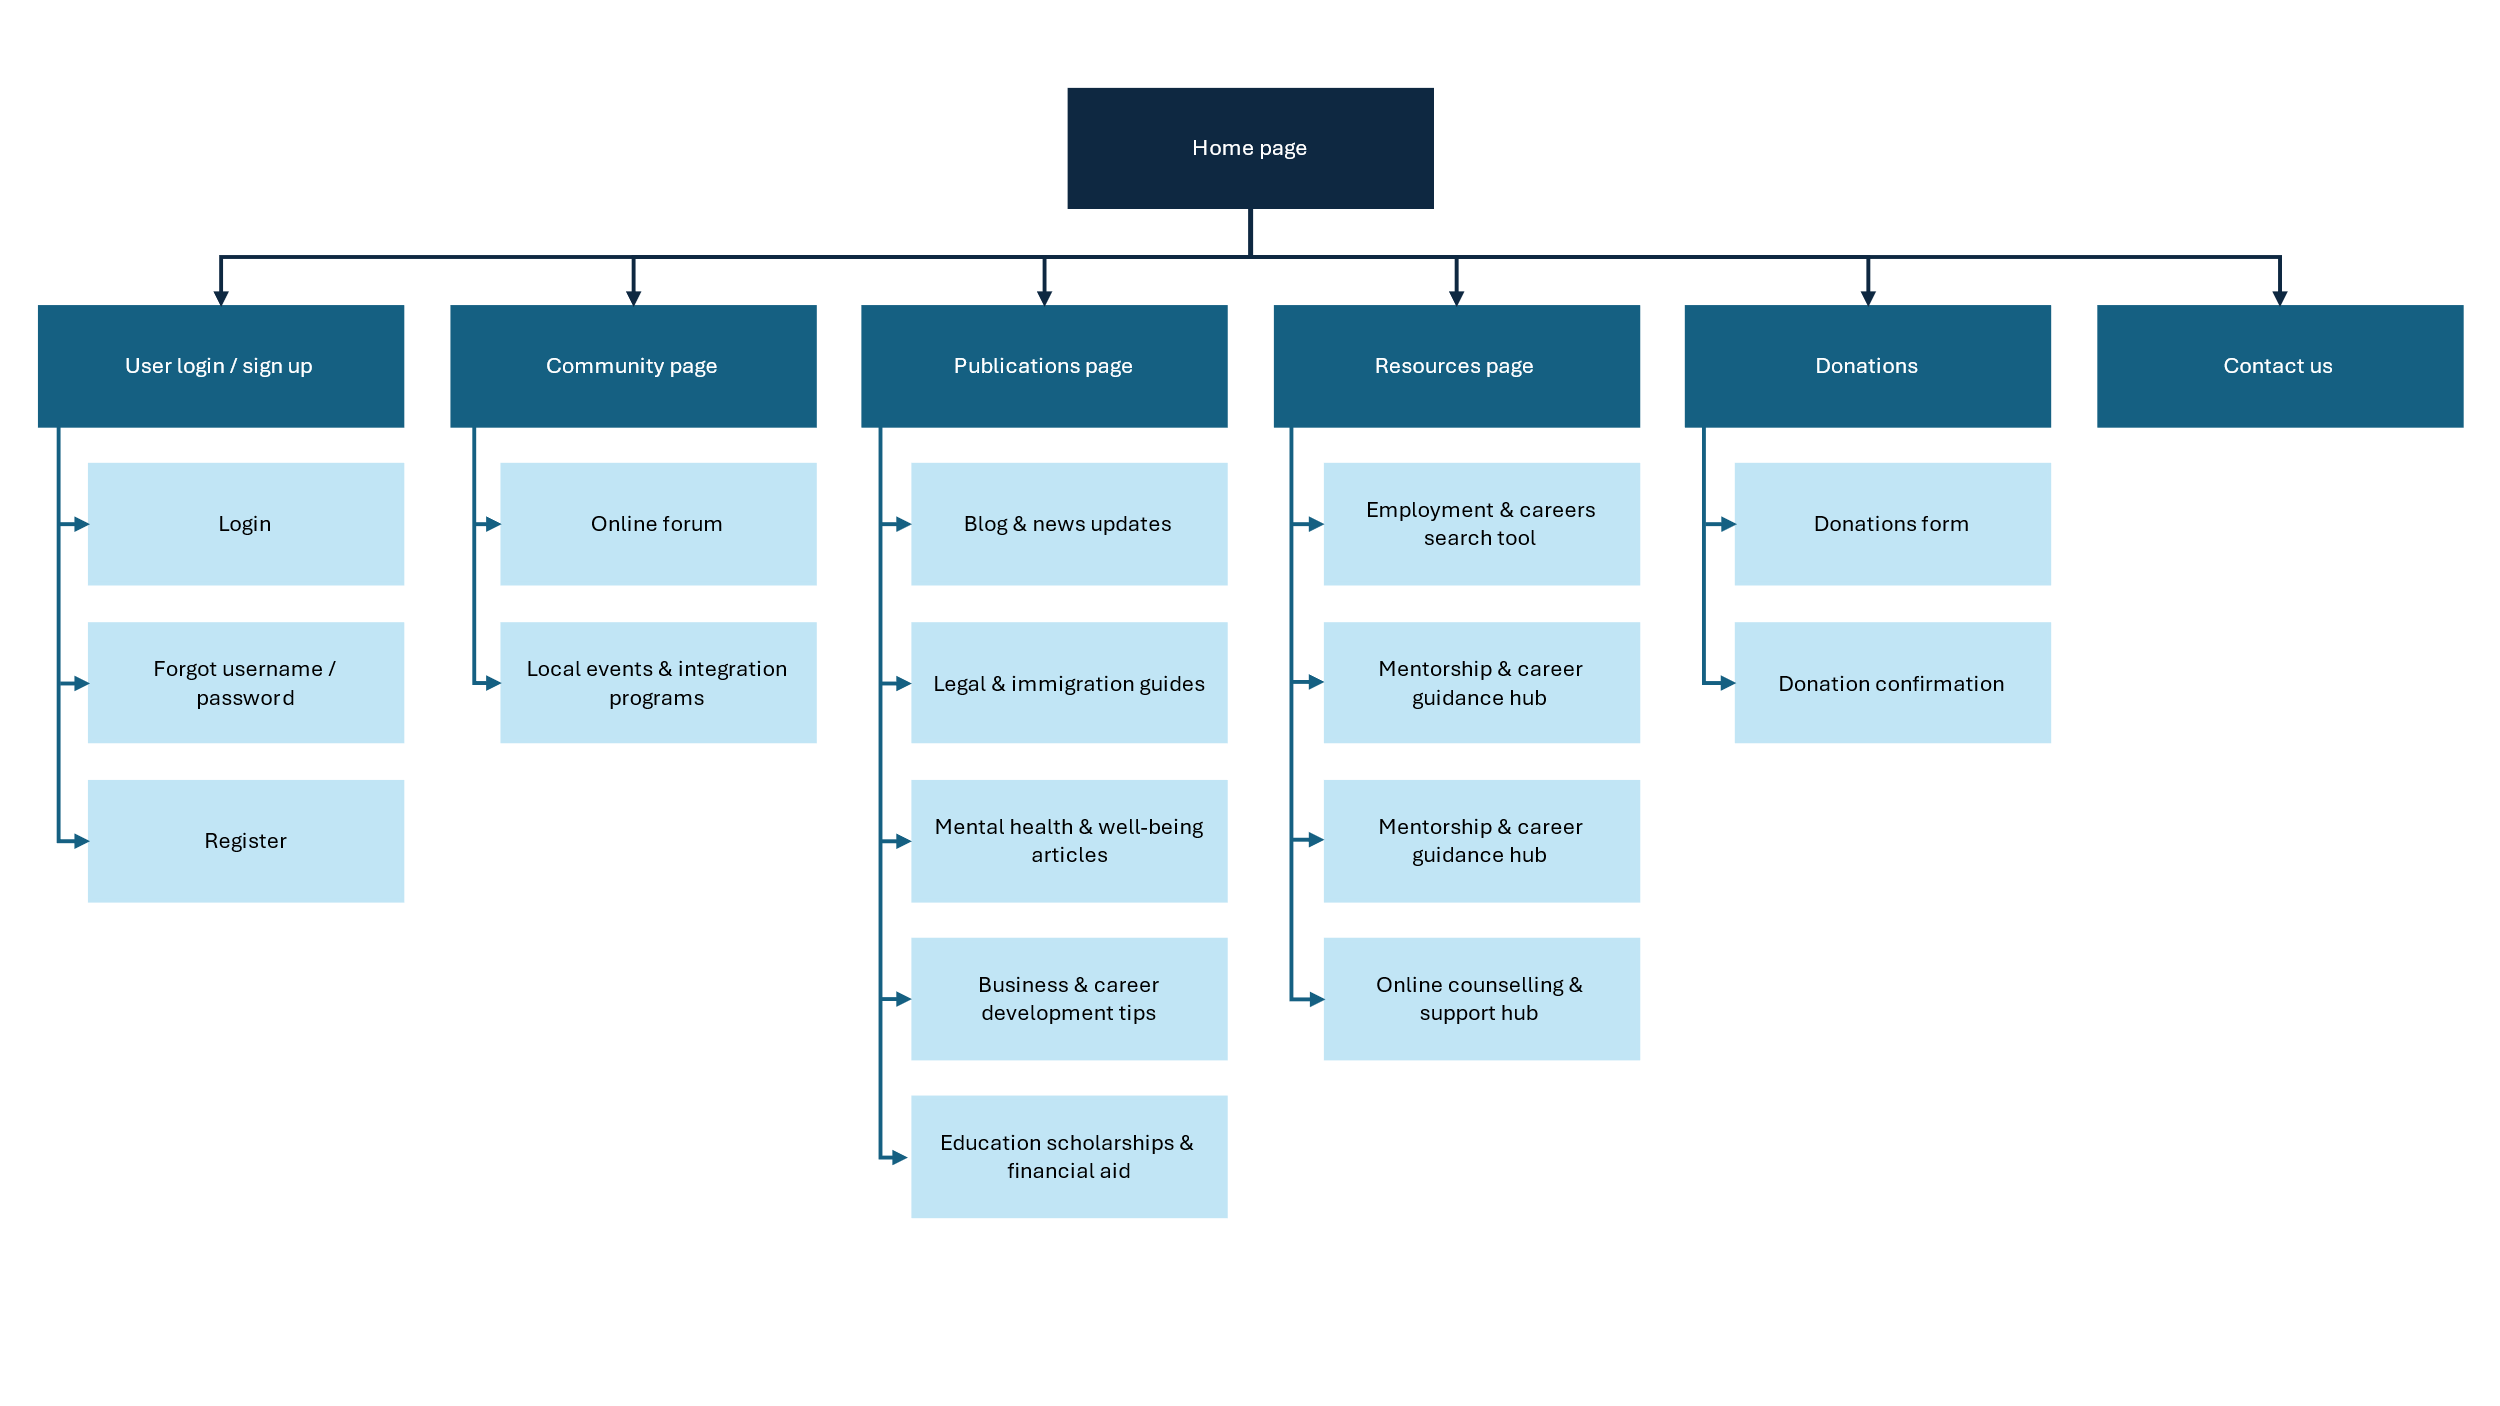 Home page
User login / sign up
Community page
Publications page
Resources page
Donations
Contact us
Login
Forgot username /
password
Register
Online forum
Local events & integration
programs
Blog & news updates
Legal & immigration guides
Mental health & well-being
articles
Business & career
development tips
Education scholarships &
financial aid
Employment & careers
search tool
Mentorship & career
guidance hub
Mentorship & career
guidance hub
Online counselling &
support hub
Donations form
Donation confirmation